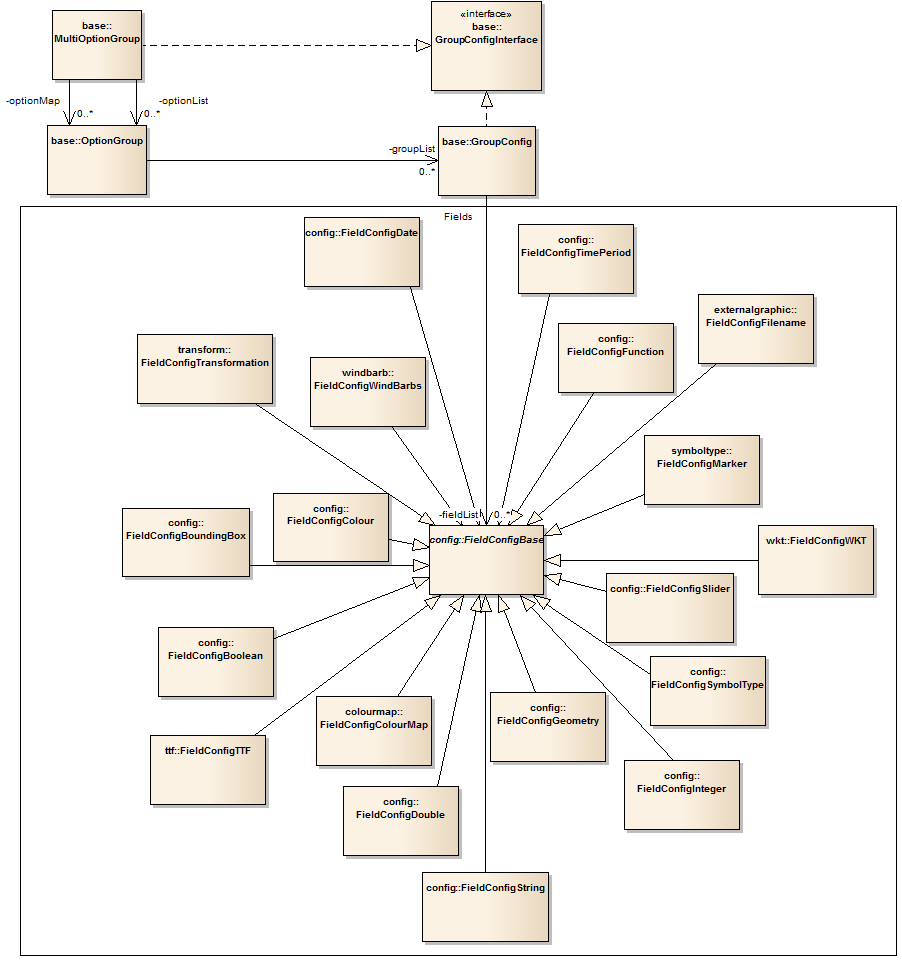 «interface»
base::
GroupConfigInterface
base::
MultiOptionGroup
-optionMap
-optionList
0..*
0..*
base::OptionGroup
base::GroupConfig
-groupList
0..*
Fields
config::FieldConfigDate
config::
FieldConfigTimePeriod
externalgraphic::
FieldConfigFilename
config::
FieldConfigFunction
transform::
FieldConfigTransformation
windbarb::
FieldConfigWindBarbs
symboltype::
FieldConfigMarker
config::
FieldConfigColour
-fieldList
0..*
config::
FieldConfigBoundingBox
config::FieldConfigBase
wkt::FieldConfigWKT
config::FieldConfigSlider
config::
FieldConfigBoolean
config::
FieldConfigSymbolType
colourmap::
FieldConfigColourMap
config::
FieldConfigGeometry
ttf::FieldConfigTTF
config::
FieldConfigInteger
config::
FieldConfigDouble
config::FieldConfigString